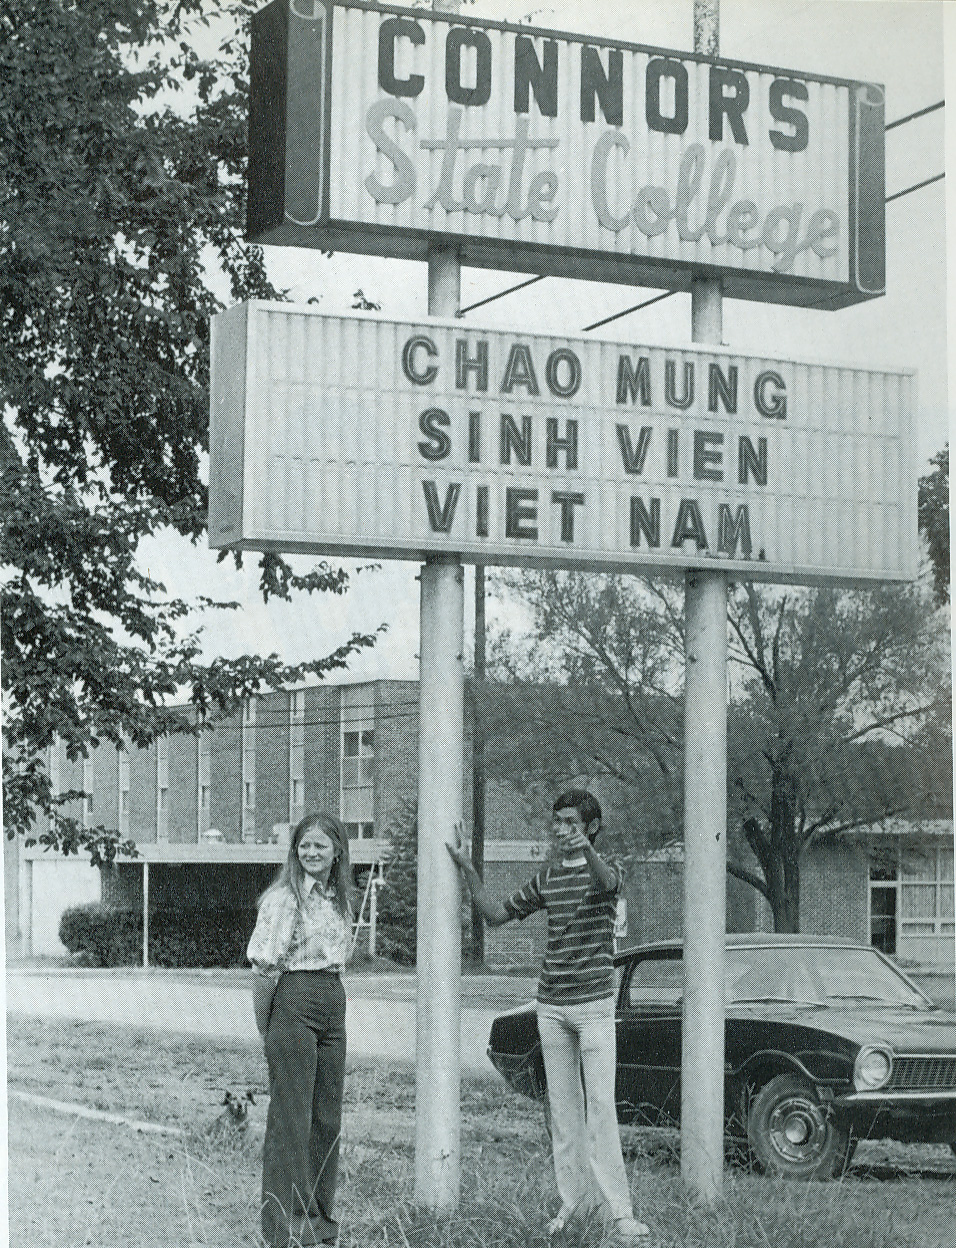 CONNORS
State College
CHAO MUNG
SINH VIEN
VIET NAM